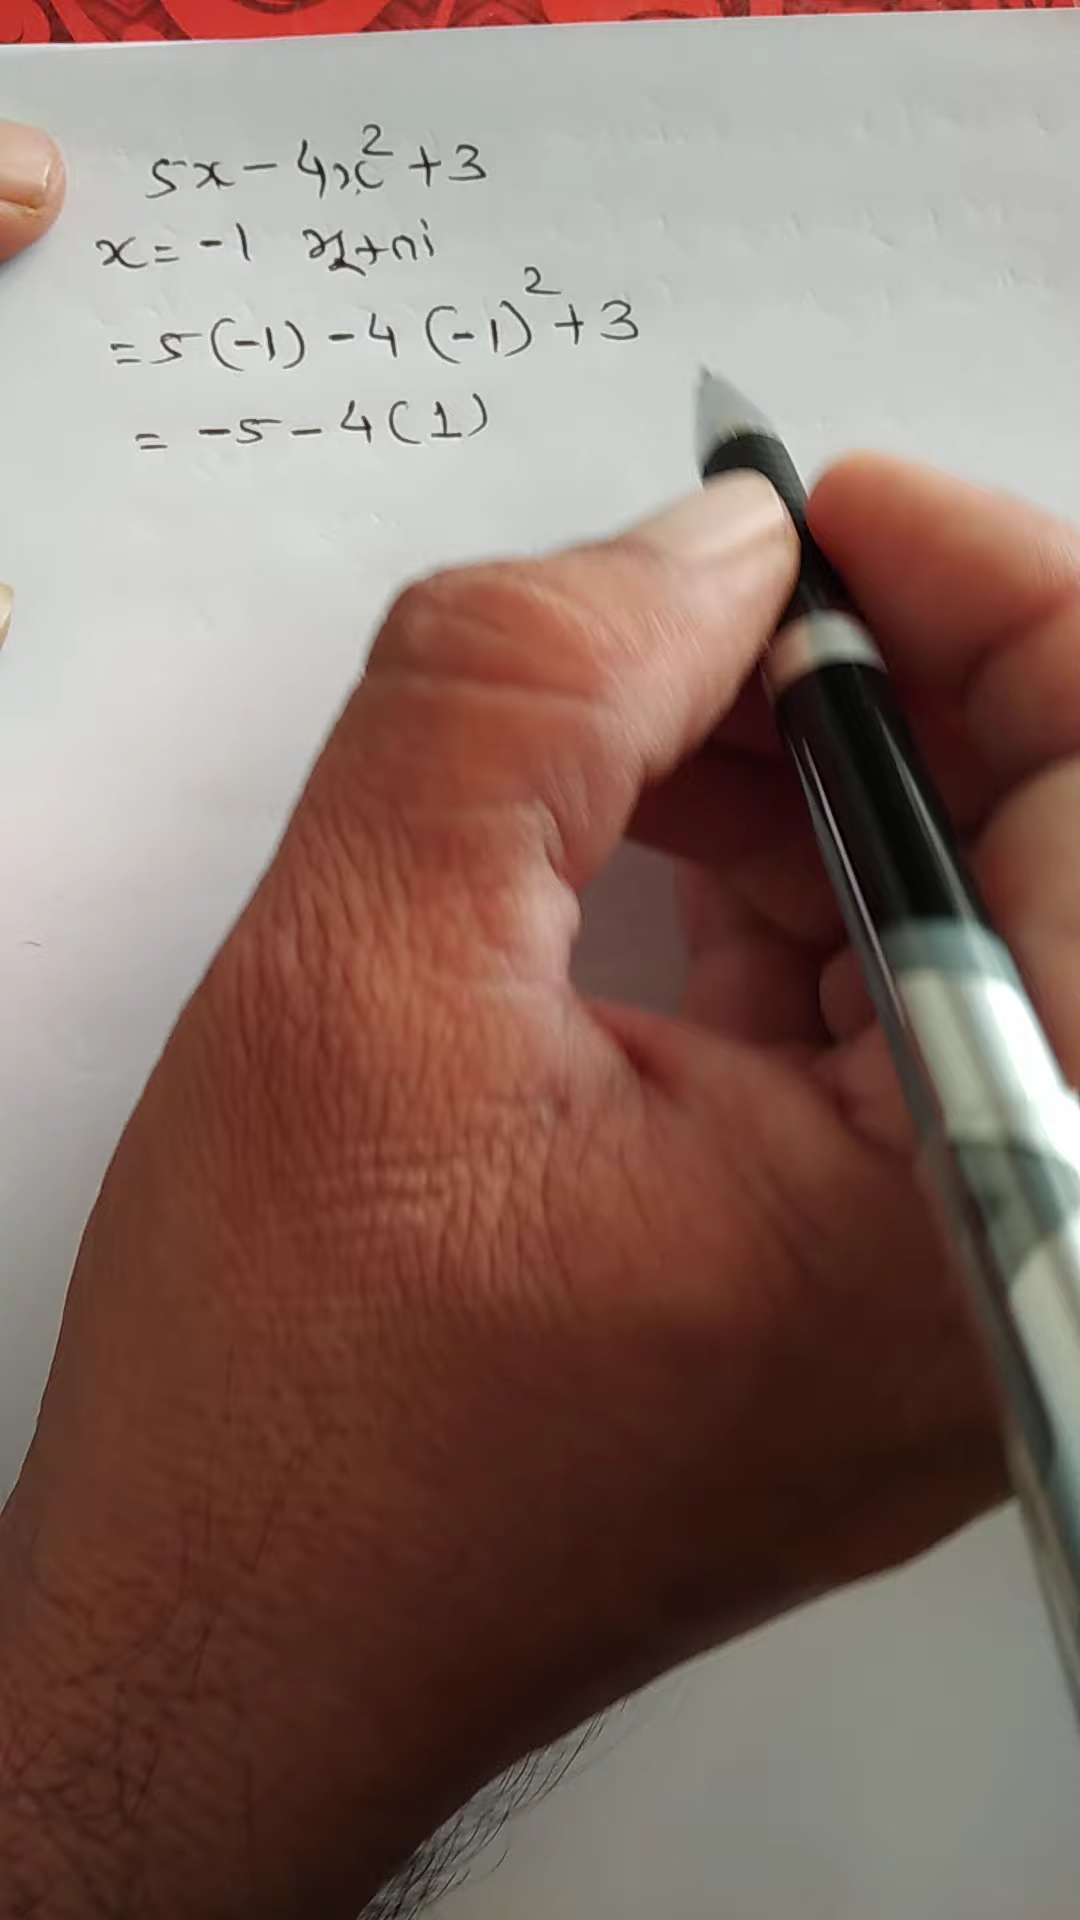 5x - 4x² + 3
x = -1
= 5(-1) - 4 (-1)² + 3
= -5 - 4(1)